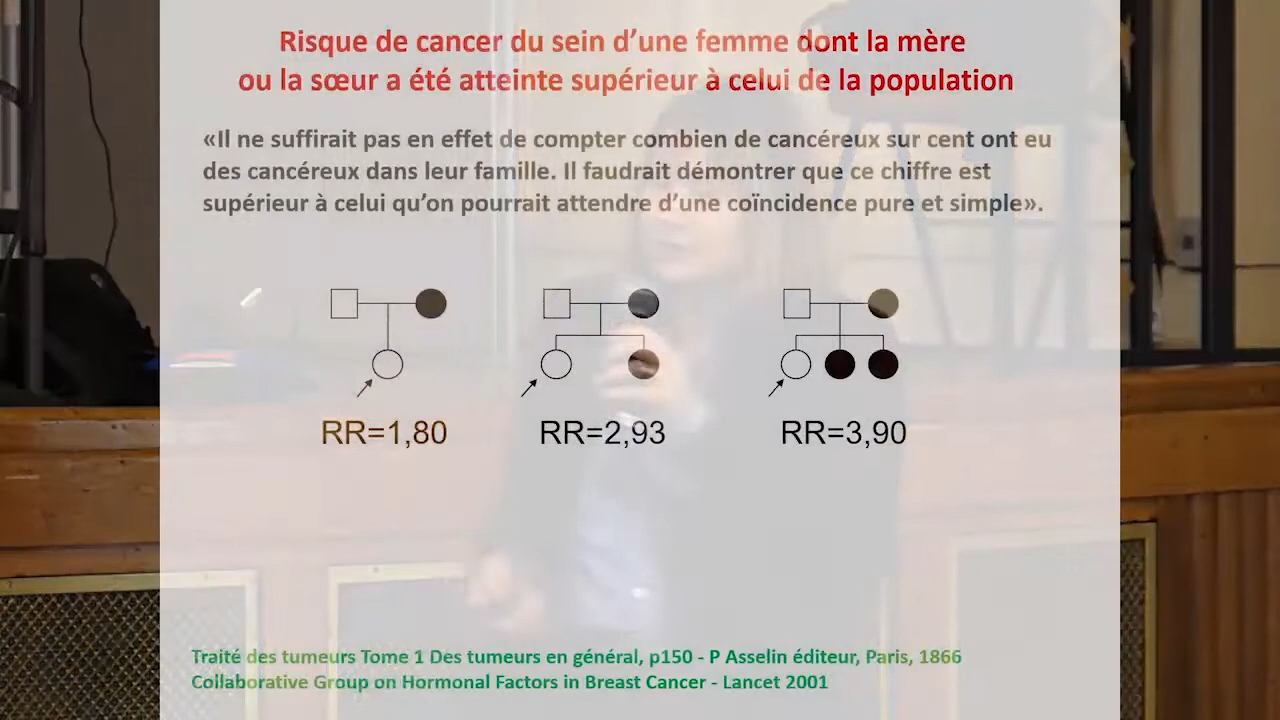 Risque de cancer du sein d'une femme dont la mère
ou la sœur a été atteinte supérieur à celui de la population
«Il ne suffirait pas en effet de compter combien de cancéreux sur cent ont eu
des cancéreux dans leur famille. Il faudrait démontrer que ce chiffre est
supérieur à celui qu'on pourrait attendre d'une coïncidence pure et simple».
RR=1,80 RR=2,93 RR=3,90
Traité des tumeurs Tome 1 Des tumeurs en général, p150 - P Asselin éditeur, Paris, 1866
Collaborative Group on Hormonal Factors in Breast Cancer - Lancet 2001